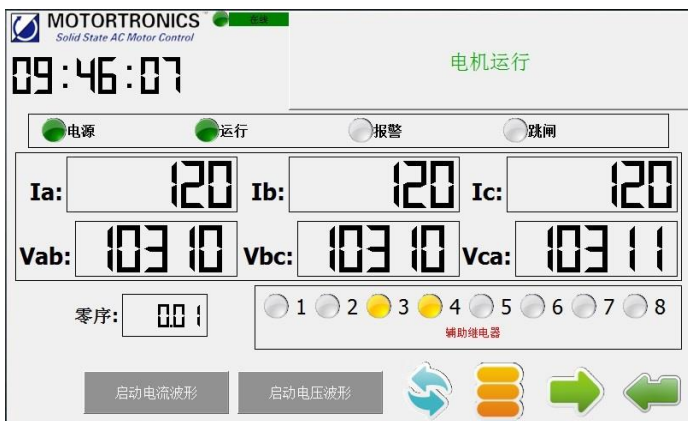 MOTORTRONICS™ 在线
Solid State AC Motor Control
09:46:07
电机运行
电源 运行 报警 跳闸
Ia: 120 Ib: 120 Ic: 120
Vab: 10310 Vbc: 10310 Vca: 10311
零序: 0.01
1 2 3 4 5 6 7 8
辅助继电器
启动电流波形 启动电压波形